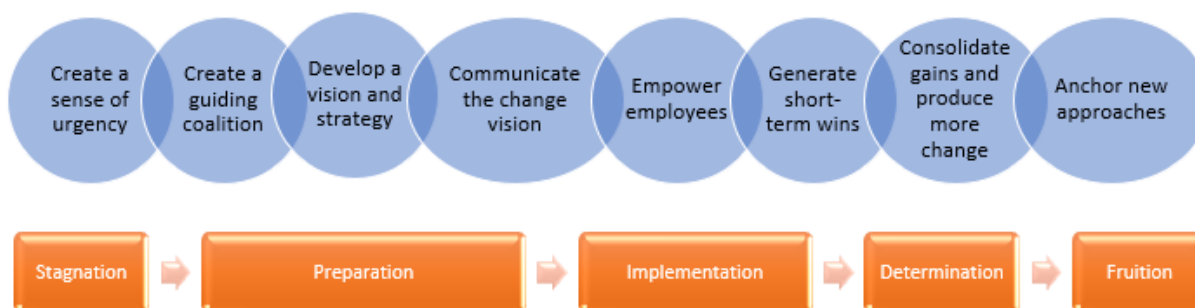 Create a
sense of
urgency
Create a
guiding
coalition
Develop a
vision and
strategy
Communicate
the change
vision
Empower
employees
Generate
short-
term wins
Consolidate
gains and
produce
more
change
Anchor new
approaches
Stagnation
Preparation
Implementation
Determination
Fruition